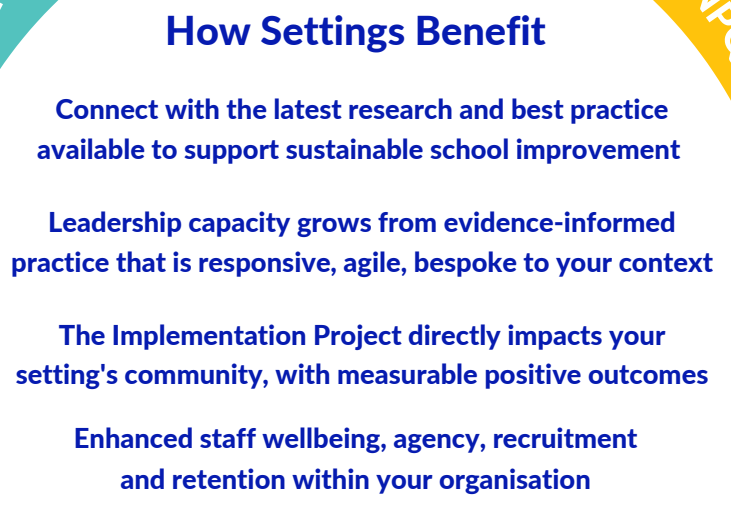 How Settings Benefit
Connect with the latest research and best practice
available to support sustainable school improvement
Leadership capacity grows from evidence-informed
practice that is responsive, agile, bespoke to your context
The Implementation Project directly impacts your
setting's community, with measurable positive outcomes
Enhanced staff wellbeing, agency, recruitment
and retention within your organisation